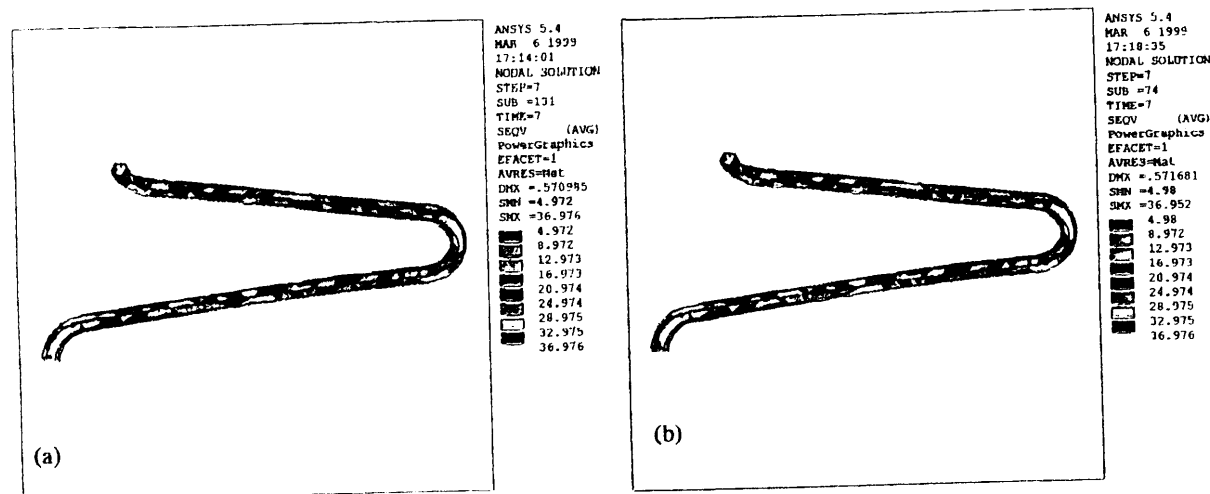 ANSYS 5.4
MAR 6 1999
17:14:01
NODAL SOLUTION
STEP=7
SUB =131
TIME=7
SEQV (AVG)
PowerGraphics
EFACET=1
AVRES=Mat
DMX =.570985
SMN =4.972
SMX =36.976
4.972
8.972
12.973
16.973
20.974
24.974
28.975
32.975
36.976
(a)
ANSYS 5.4
MAR 6 1999
17:18:35
NODAL SOLUTION
STEP=7
SUB =74
TIME=7
SEQV (AVG)
PowerGraphics
EFACET=1
AVRES=Mat
DMX =.571681
SMN =4.98
SMX =36.952
4.98
8.972
12.973
16.973
20.974
24.974
28.975
32.975
36.976
(b)